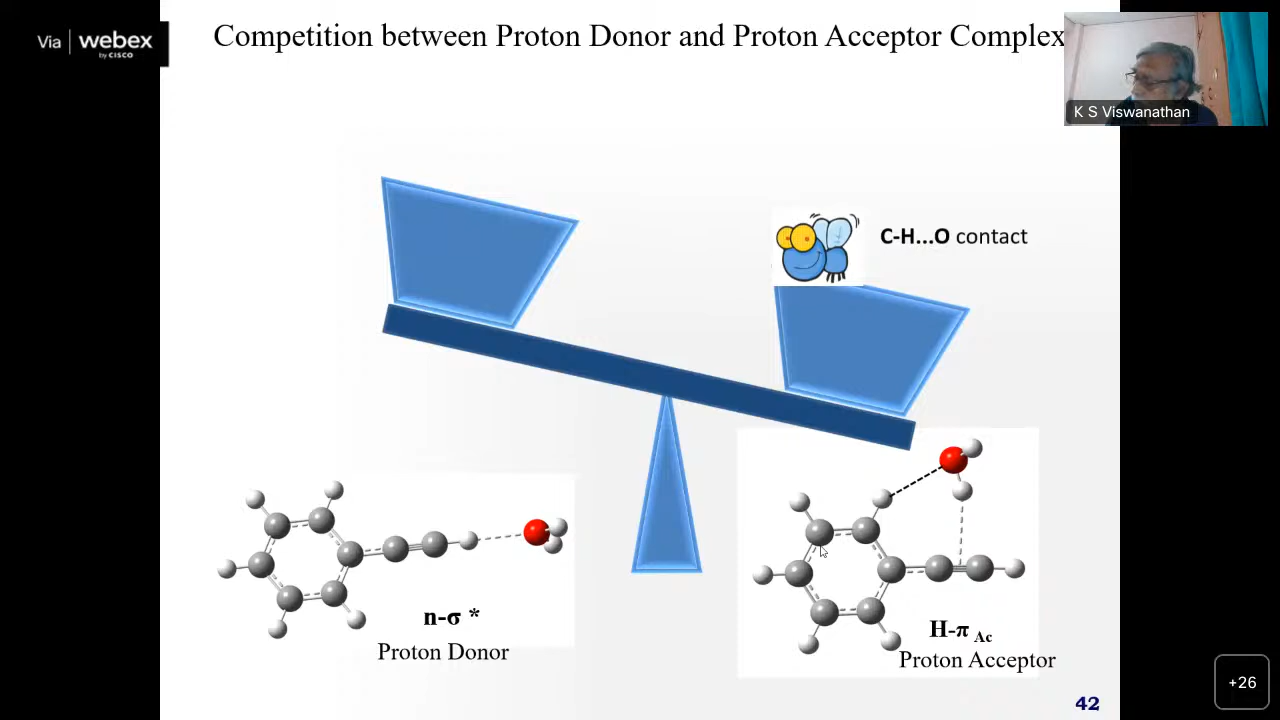 Via | webex
by CISCO
Competition between Proton Donor and Proton Acceptor Complex
K S Viswanathan
C-H...O contact
n-σ *
Proton Donor
H-π Ac
Proton Acceptor
42
+26